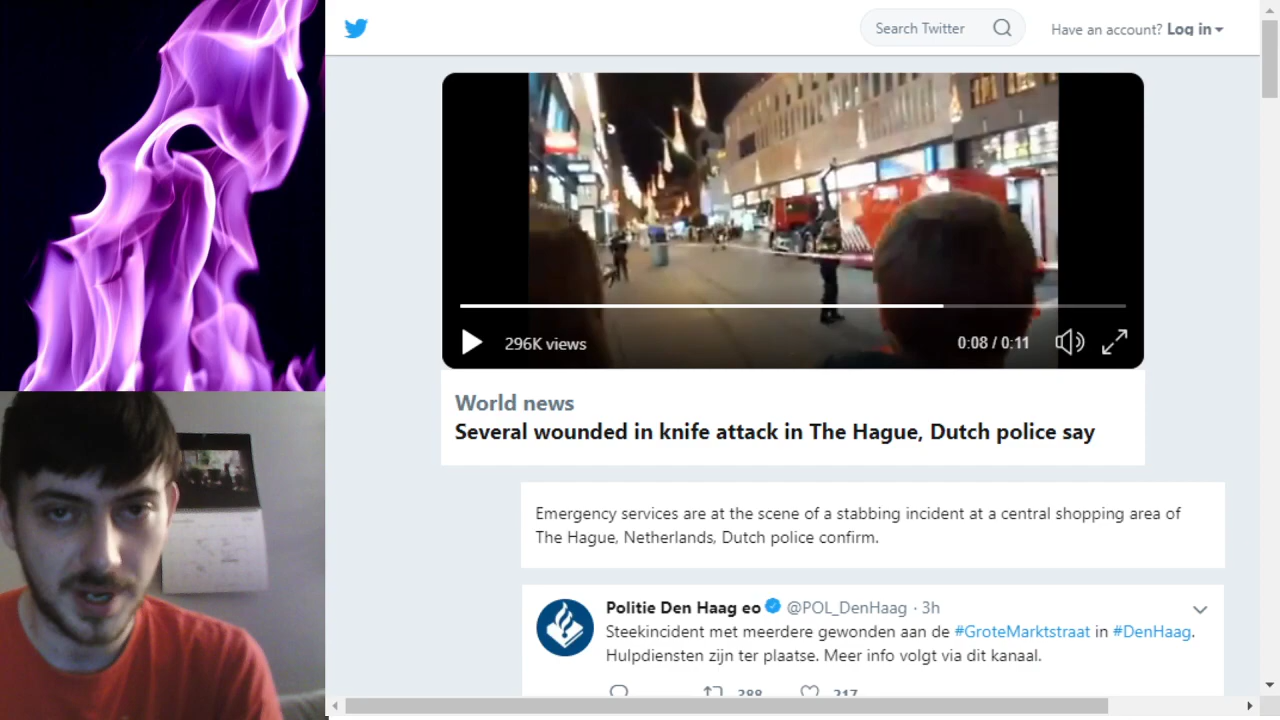 Search Twitter
Have an account? Log in
296K views
0:08 / 0:11
World news
Several wounded in knife attack in The Hague, Dutch police say
Emergency services are at the scene of a stabbing incident at a central shopping area of
The Hague, Netherlands, Dutch police confirm.
Politie Den Haag eo @POL_DenHaag · 3h
Steekincident met meerdere gewonden aan de #GroteMarktstraat in #DenHaag.
Hulpdiensten zijn ter plaatse. Meer info volgt via dit kanaal.
388 217